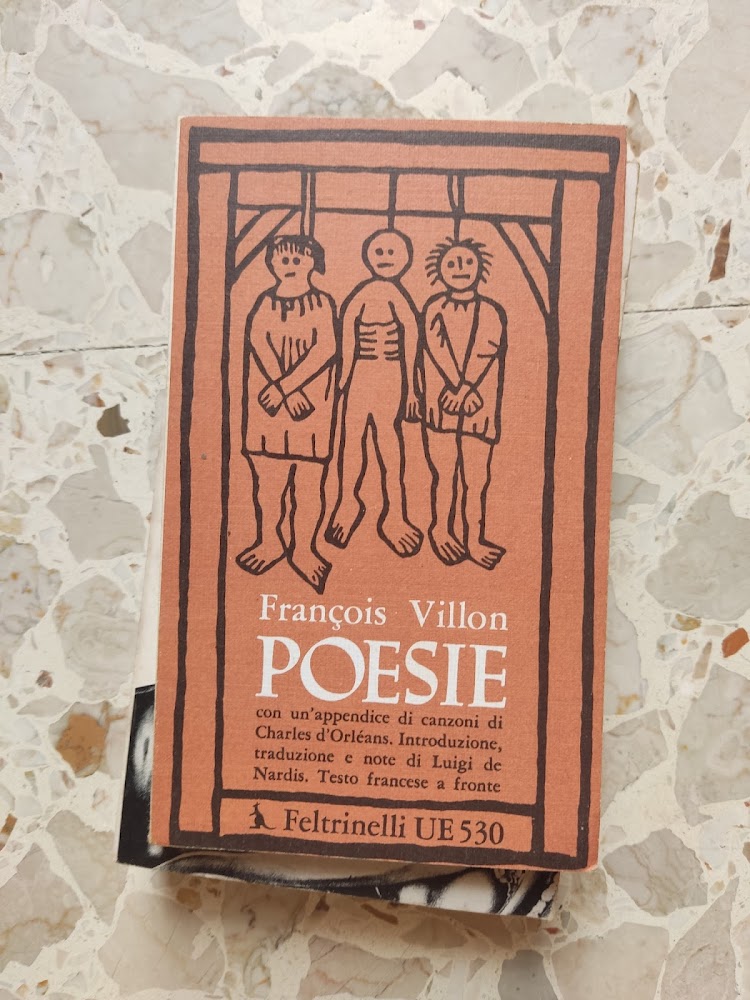 François Villon
POESIE
con un'appendice di canzoni di
Charles d'Orléans. Introduzione,
traduzione e note di Luigi de
Nardis. Testo francese a fronte
Feltrinelli UE 530